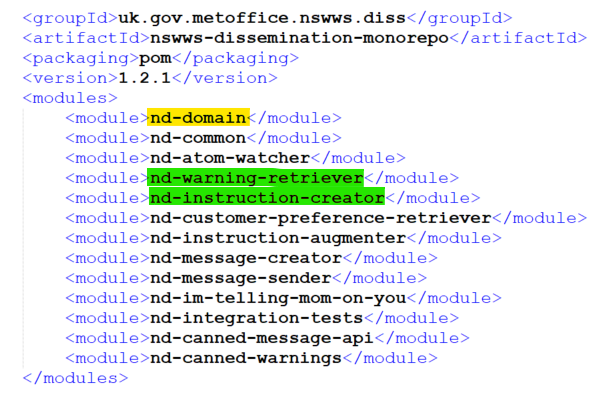 <groupId>uk.gov.metoffice.nswws.diss</groupId>
<artifactId>nswws-dissemination-monorepo</artifactId>
<packaging>pom</packaging>
<version>1.2.1</version>
<modules>
<module>nd-domain</module>
<module>nd-common</module>
<module>nd-atom-watcher</module>
<module>nd-warning-retriever</module>
<module>nd-instruction-creator</module>
<module>nd-customer-preference-retriever</module>
<module>nd-instruction-augmenter</module>
<module>nd-message-creator</module>
<module>nd-message-sender</module>
<module>nd-im-telling-mom-on-you</module>
<module>nd-integration-tests</module>
<module>nd-canned-message-api</module>
<module>nd-canned-warnings</module>
</modules>